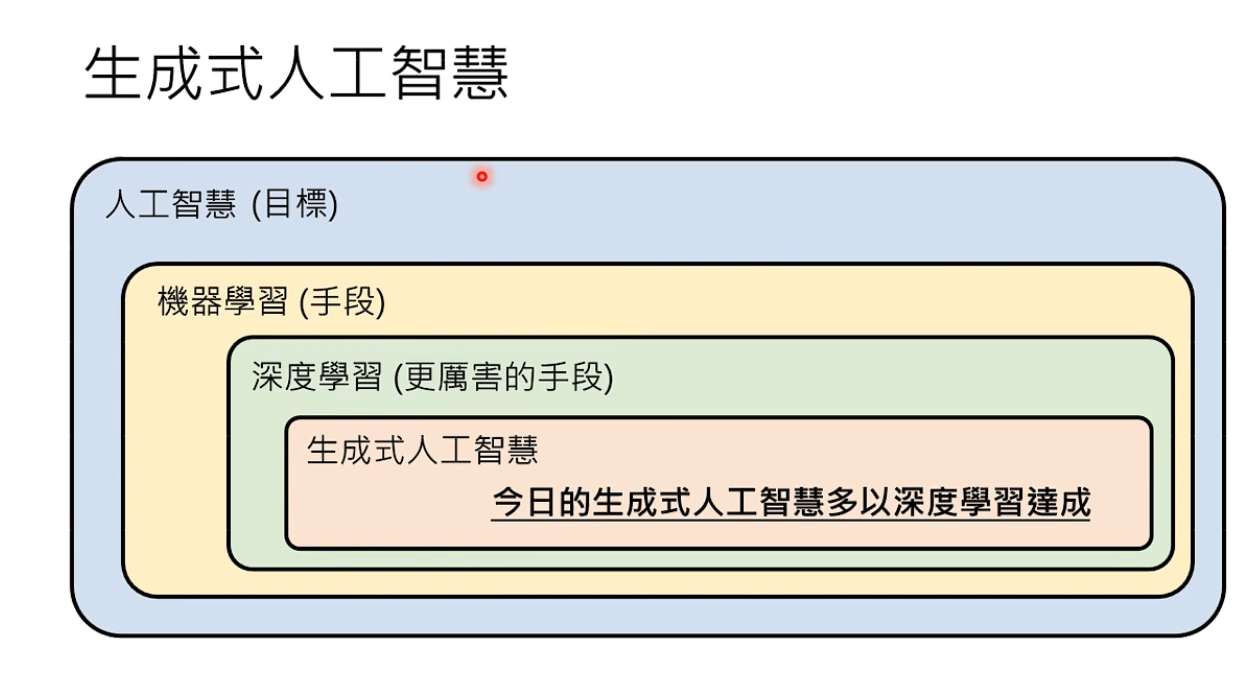 生成式人工智慧
人工智慧 (目標)
機器學習 (手段)
深度學習 (更厲害的手段)
生成式人工智慧
今日的生成式人工智慧多以深度學習達成